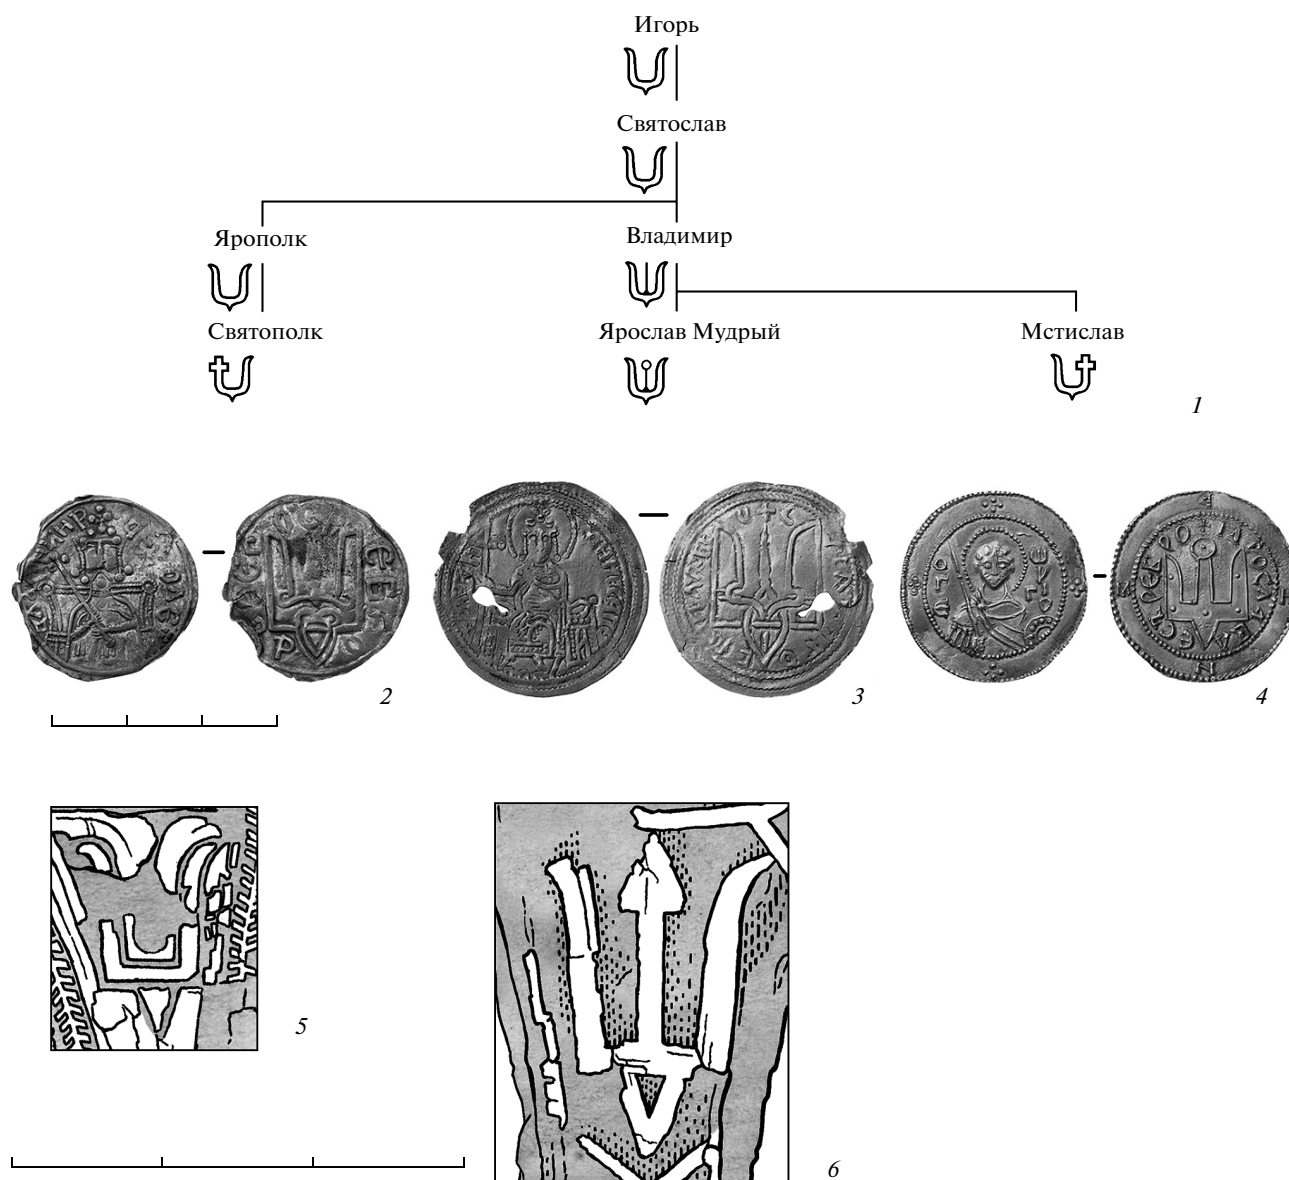 Игорь
Святослав
Ярополк
Владимир
Святополк
Ярослав Мудрый
Мстислав
1
2
3
4
5
6